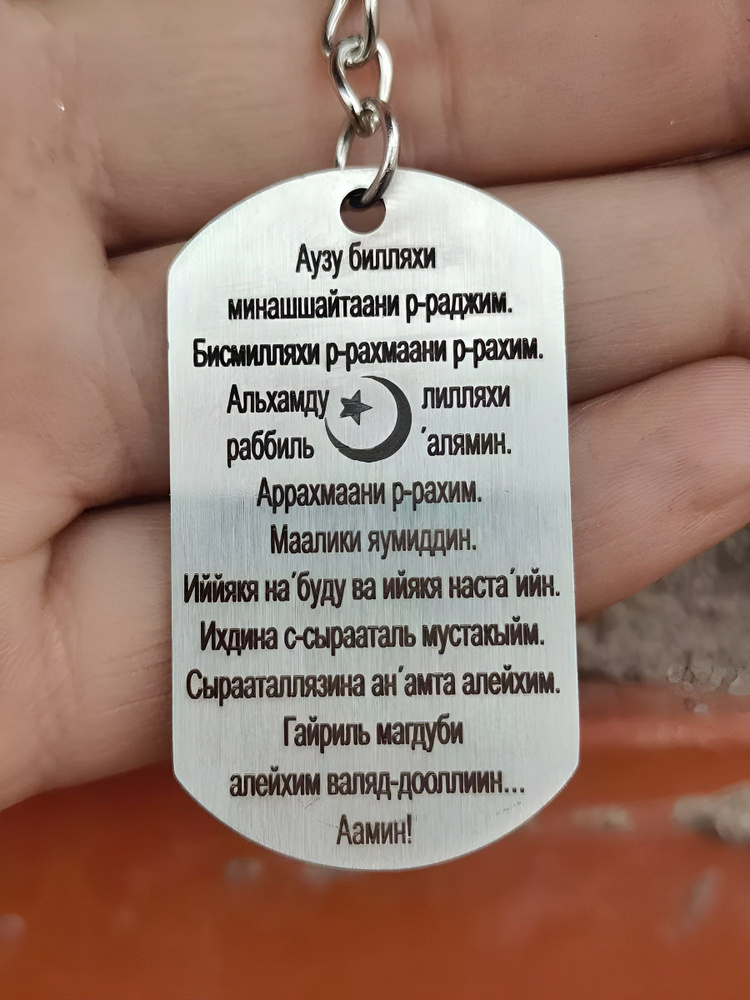 Аузу билляхи
минашшайтаани р-раджим.
Бисмилляхи р-рахмаани р-рахим.
Альхамду лилляхи
раббиль ´алямин.
Аррахмаани р-рахим.
Маалики яумиддин.
Ииййякя на´буду ва ийякя наста´ийн.
Ихдина с-сырааталь мустакыйм.
Сырааталлязина ан´амта алейхим.
Гайриль магдуби
алейхим валяд-дооллиин...
Аамин!